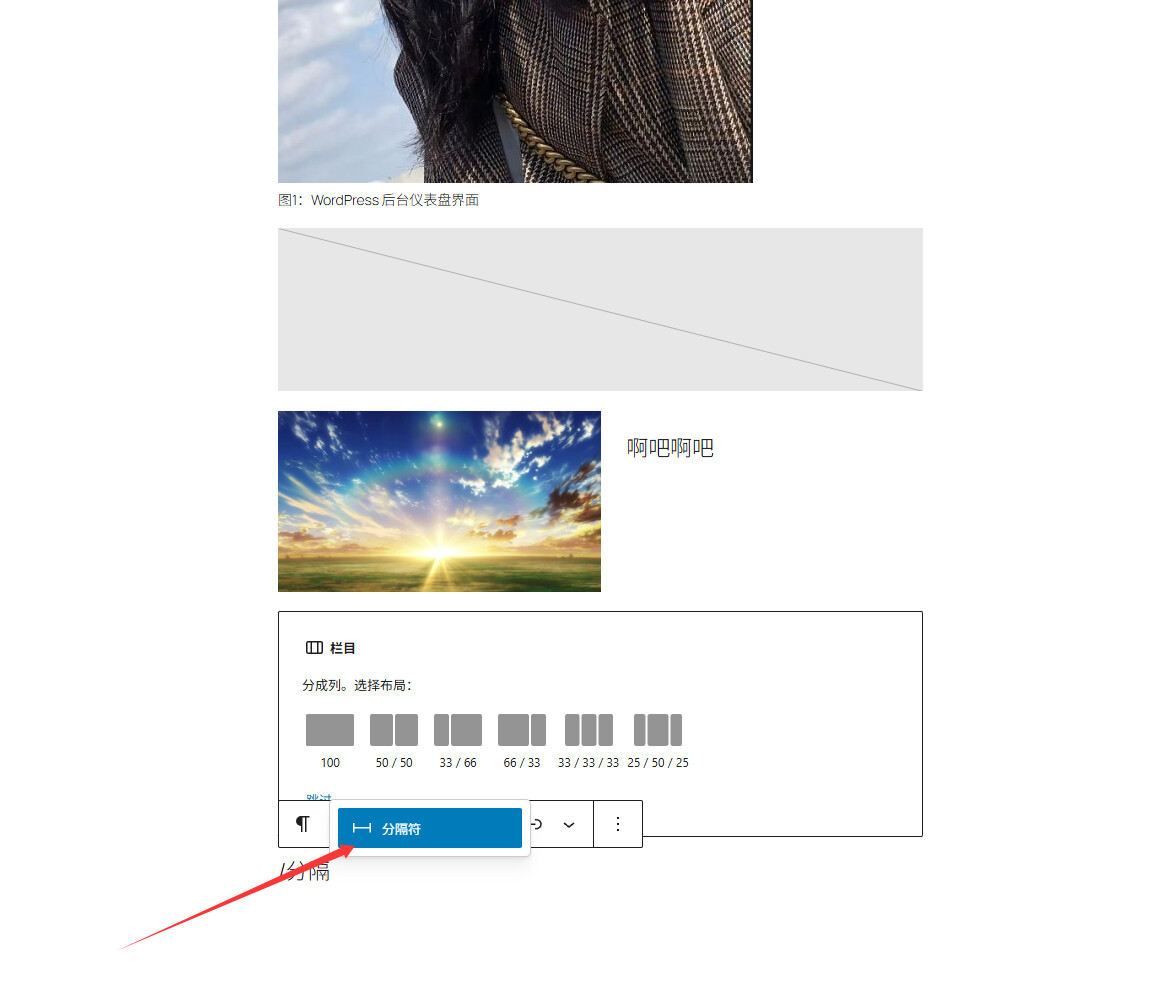 图1：WordPress 后台仪表盘界面
啊吧啊吧
栏目
分成列。选择布局：
100
50 / 50
33 / 66
66 / 33
33 / 33 / 33
25 / 50 / 25
跳过
分隔符
/分隔